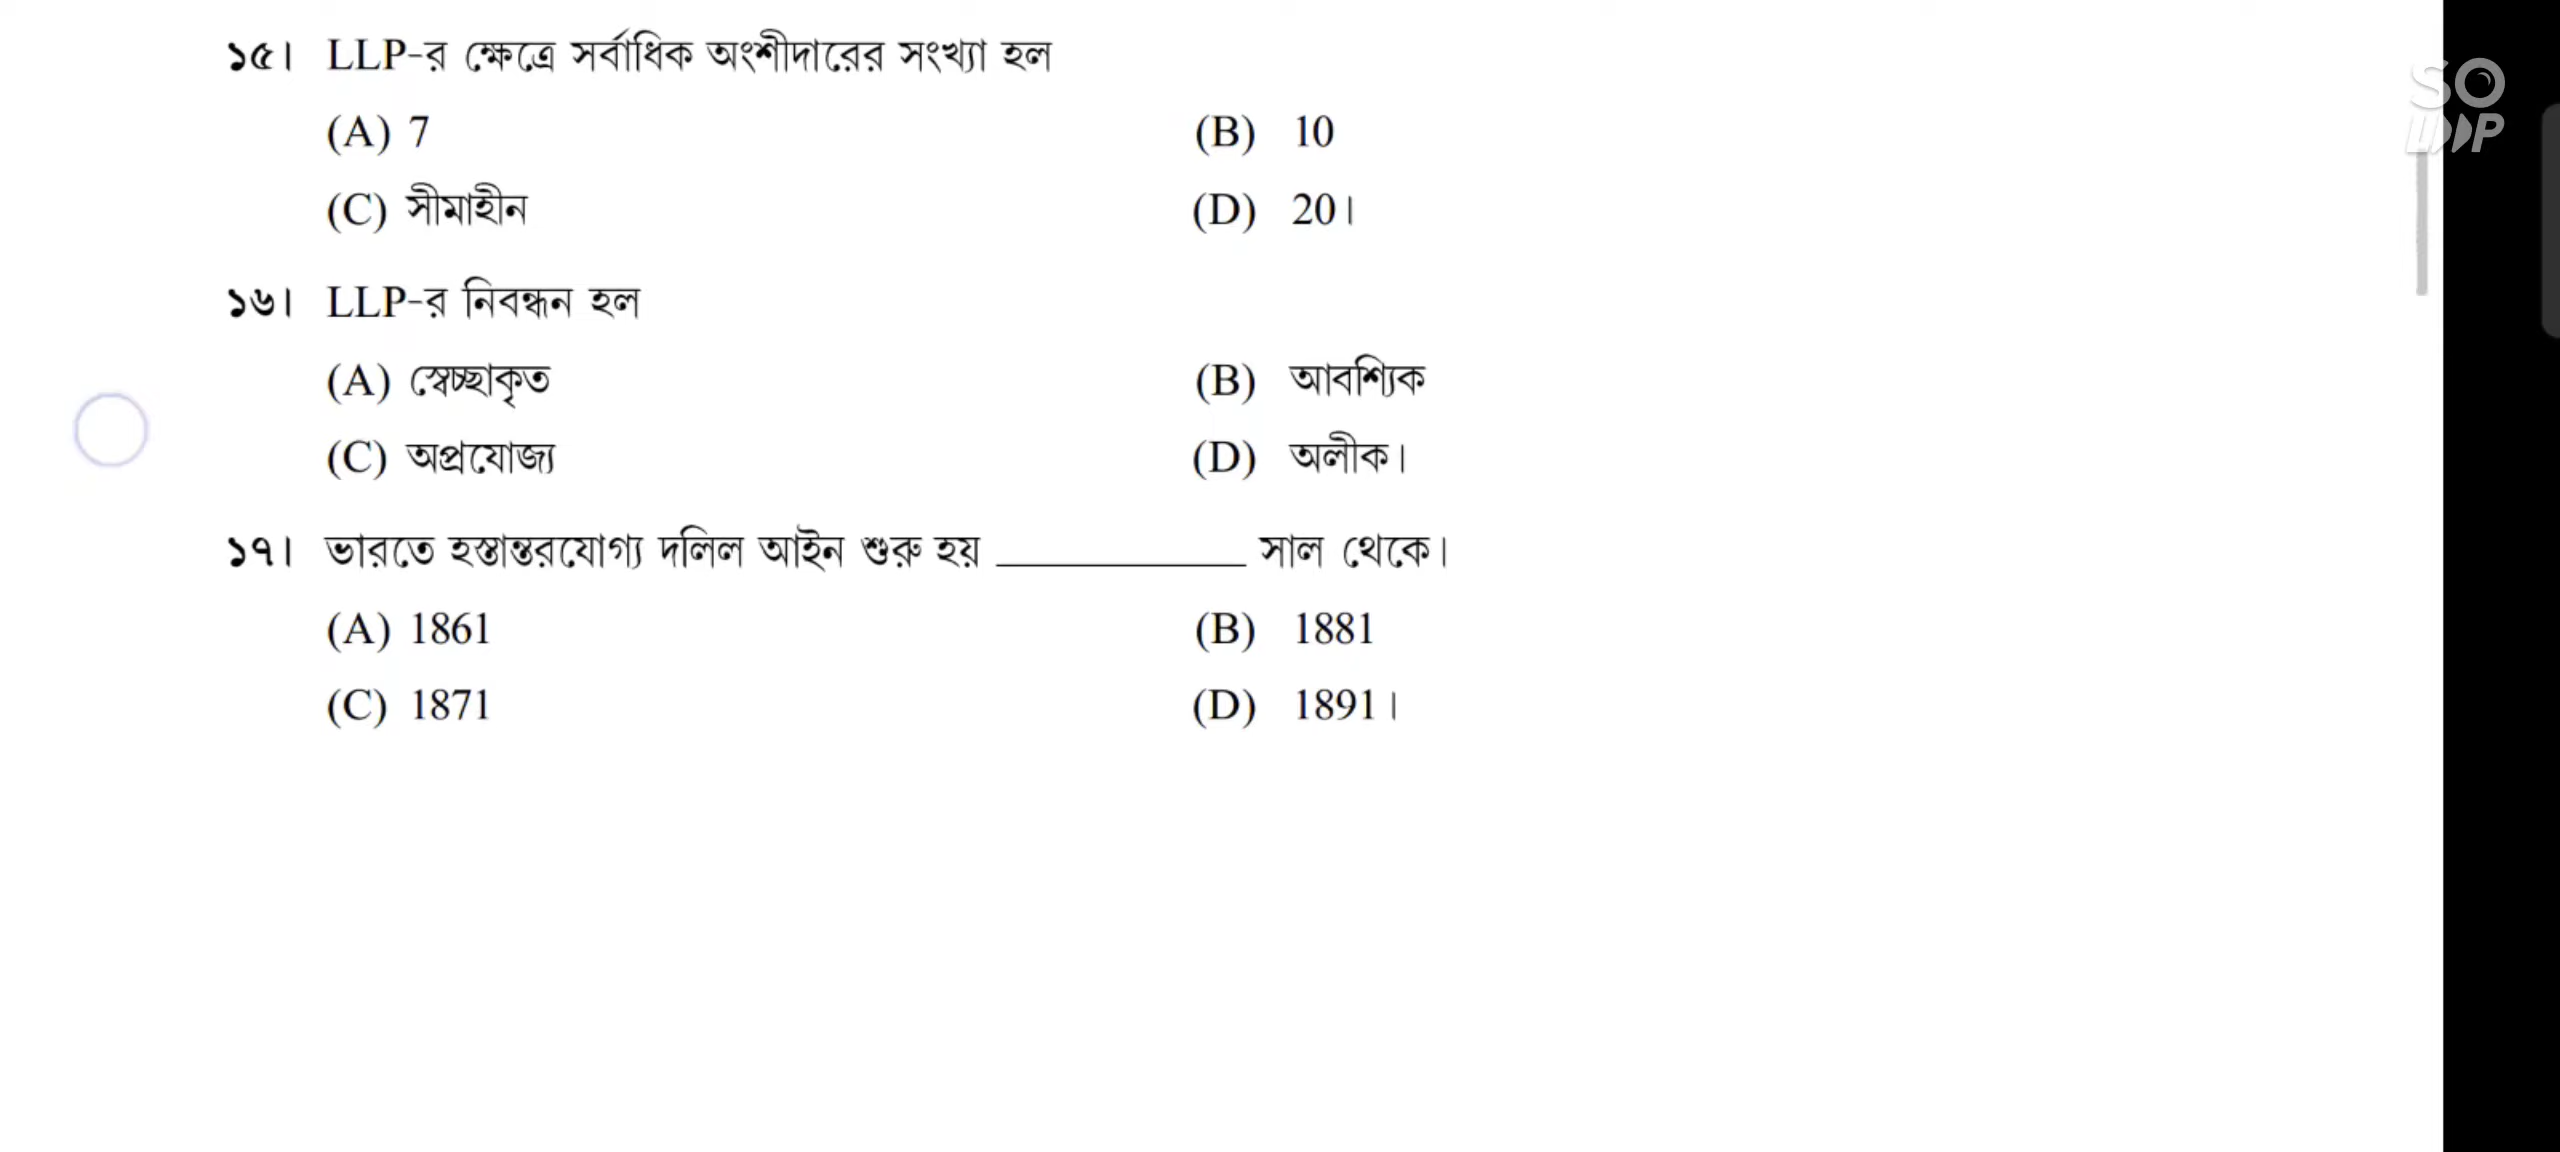 ১৫। LLP-র ক্ষেত্রে সর্বাধিক অংশীদারের সংখ্যা হল
(A) 7 (B) 10
(C) সীমাহীন (D) 20।
১৬। LLP-র নিবন্ধন হল
(A) স্বেচ্ছাকৃত (B) আবশ্যিক
(C) অপ্রযোজ্য (D) অলীক।
১৭। ভারতে হস্তান্তরযোগ্য দলিল আইন শুরু হয় __________ সাল থেকে।
(A) 1861 (B) 1881
(C) 1871 (D) 1891।